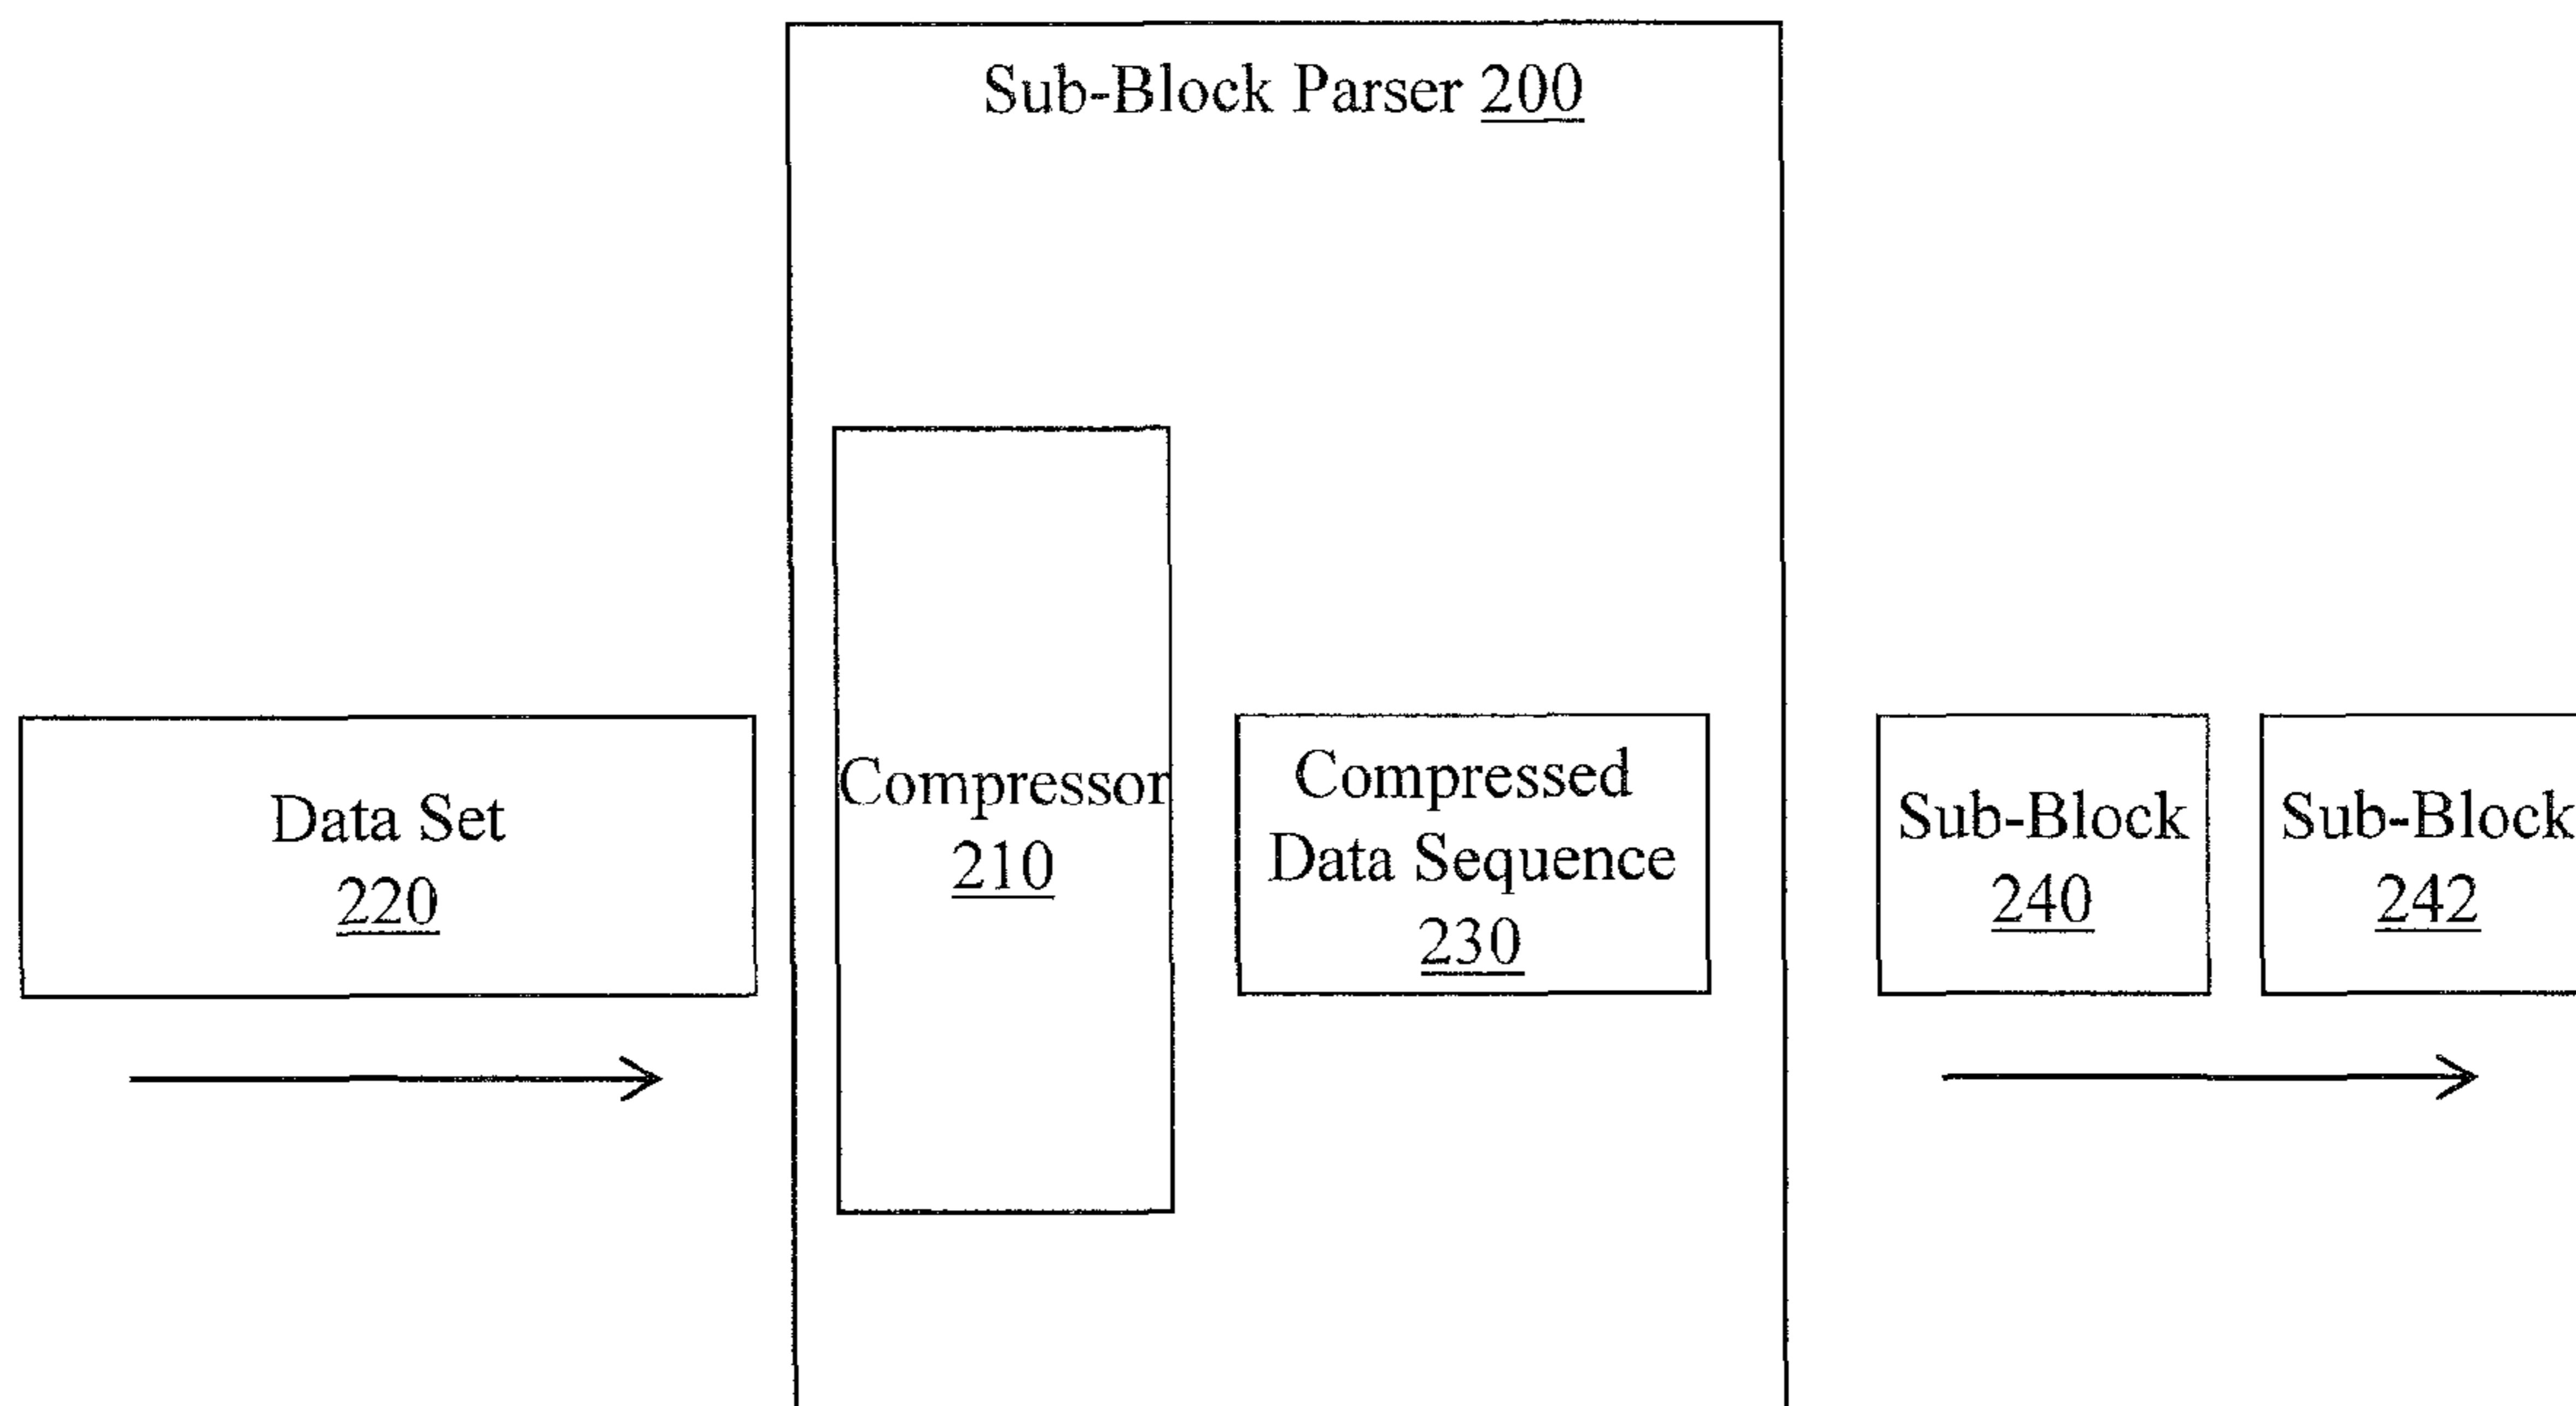 Sub-Block Parser 200
Data Set
220
Compressor
210
Compressed
Data Sequence
230
Sub-Block
240
Sub-Block
242